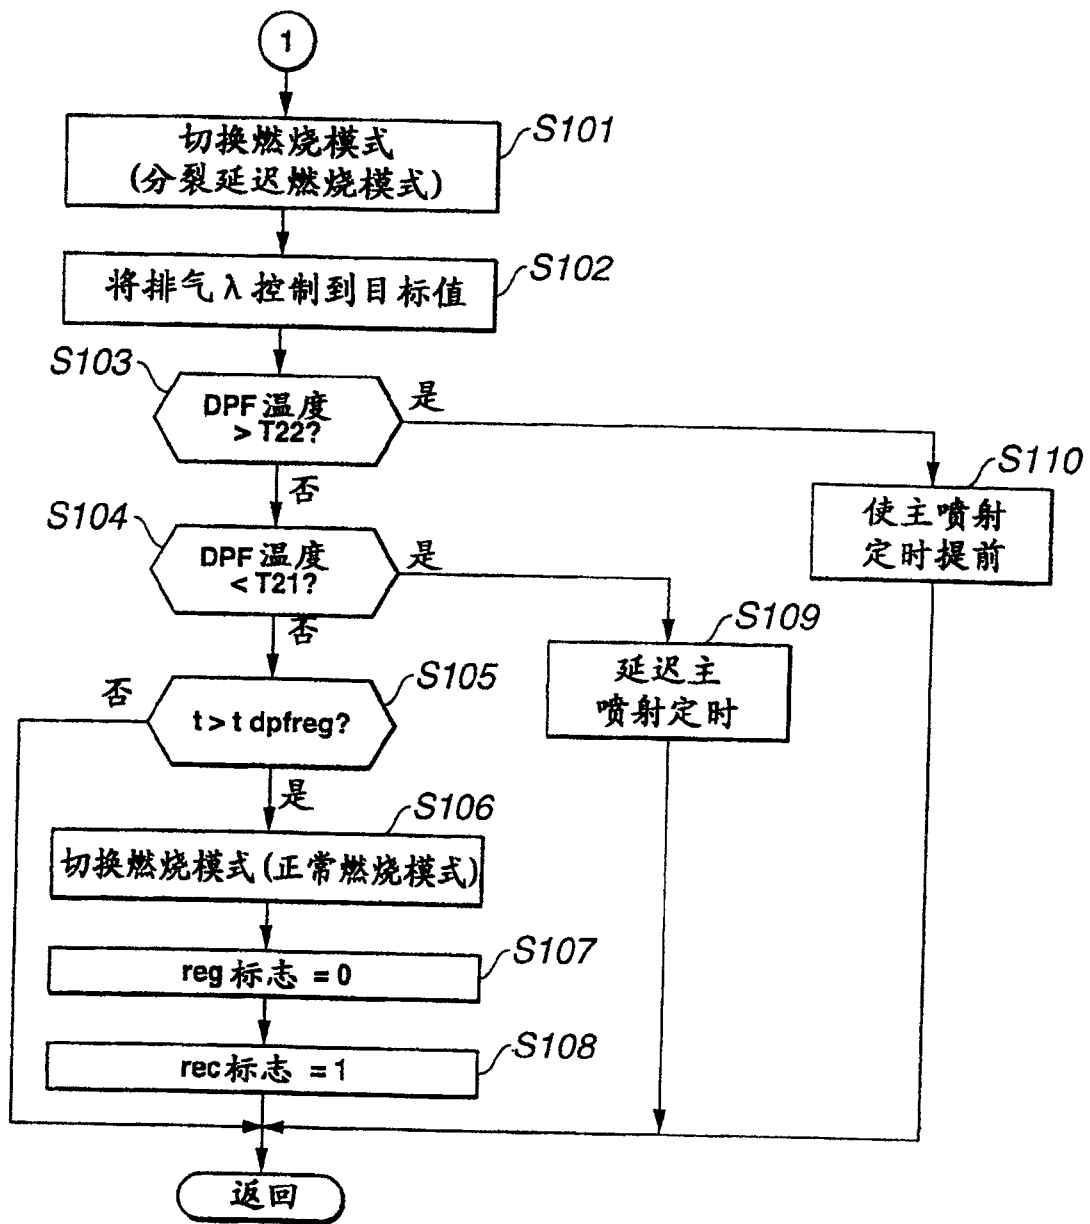 1
S101
切换燃烧模式
(分裂延迟燃烧模式)
S102
将排气λ控制到目标值
S103
DPF温度
> T22?
是
否
S110
使主喷射
定时提前
S104
DPF温度
< T21?
是
否
S109
延迟主
喷射定时
S105
t > t dpfreg?
否
是
S106
切换燃烧模式(正常燃烧模式)
S107
reg标志 = 0
S108
rec标志 = 1
返回